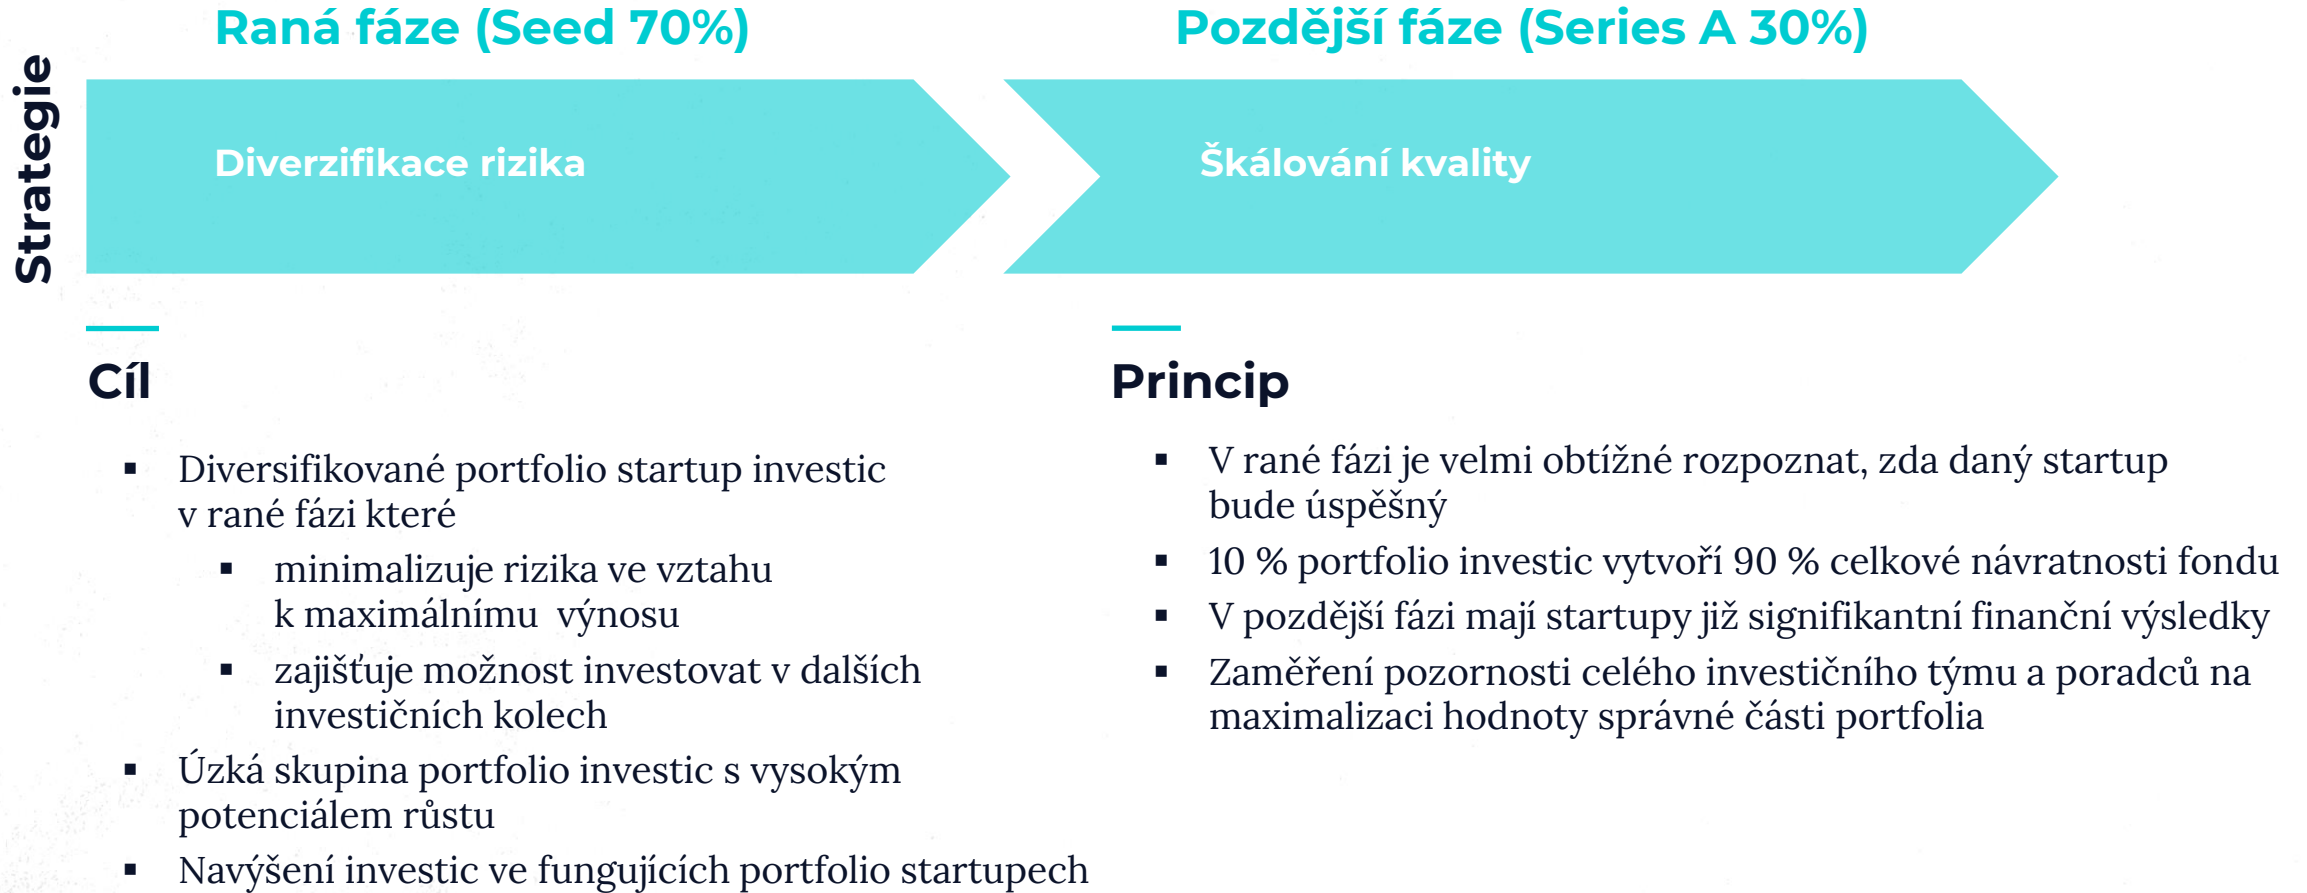 Strategie
Raná fáze (Seed 70%)
Pozdější fáze (Series A 30%)
Diverzifikace rizika
Škálování kvality
Cíl
▪ Diversifikované portfolio startup investic
v rané fázi které
▪ minimalizuje rizika ve vztahu
k maximálnímu výnosu
▪ zajišťuje možnost investovat v dalších
investičních kolech
▪ Úzká skupina portfolio investic s vysokým
potenciálem růstu
▪ Navýšení investic ve fungujících portfolio startupech
Princip
▪ V rané fázi je velmi obtížné rozpoznat, zda daný startup
bude úspěšný
▪ 10 % portfolio investic vytvoří 90 % celkové návratnosti fondu
▪ V pozdější fázi mají startupy již signifikantní finanční výsledky
▪ Zaměření pozornosti celého investičního týmu a poradců na
maximalizaci hodnoty správné části portfolia